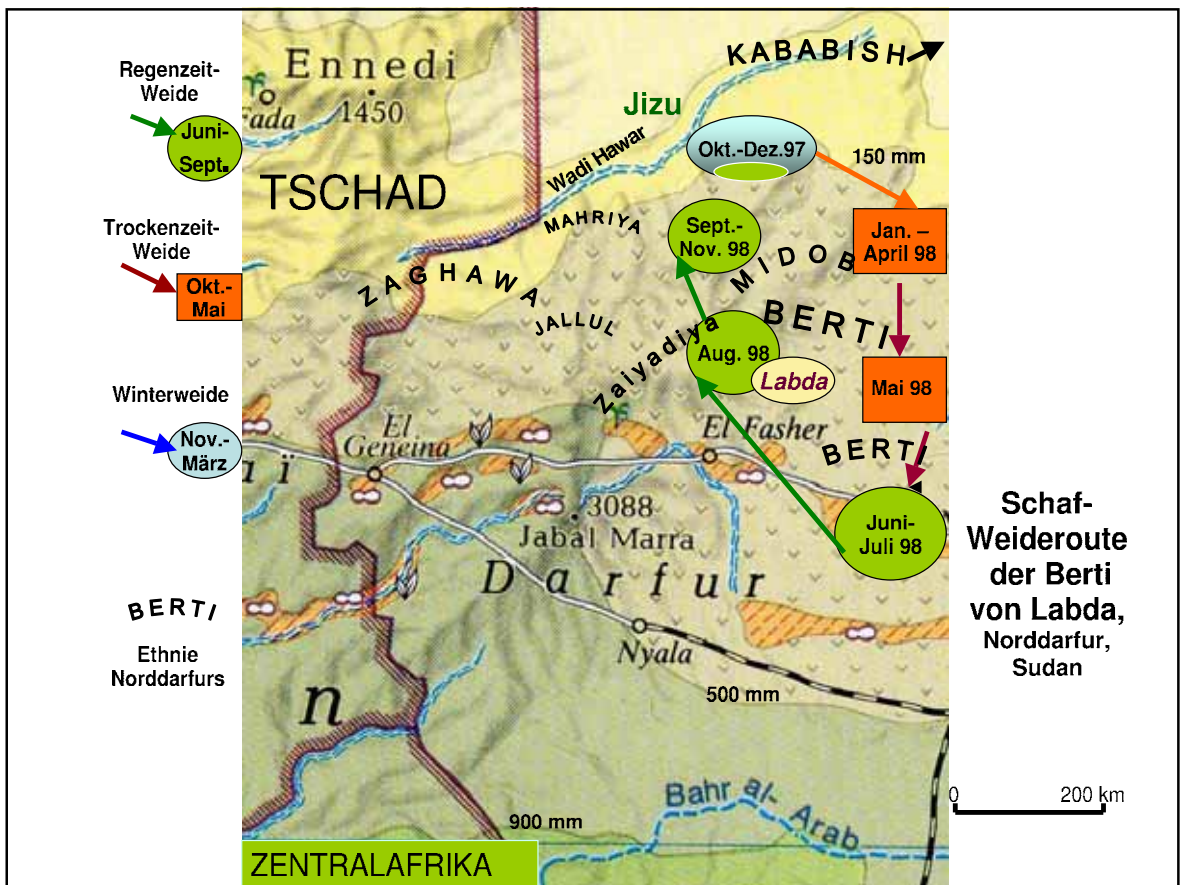 Regenzeit-
Weide
Juni-
Sept.
Trockenzeit-
Weide
Okt.-
Mai
Winterweide
Nov.-
März
BERTI
Ethnie
Norddarfurs
Ennedi
Fada
1450
TSCHAD
KABABISH
Jizu
Wadi Hawar
Okt.-Dez.97
150 mm
MAHRIYA
Sept.-
Nov. 98
Jan. –
April 98
MIDOB
ZAGHAWA
JALLUL
BERTI
Zaiyadiya
Aug. 98
Labda
Mai 98
El
Geneina
El Fasher
BERTI
aï
3088
Jabal Marra
Juni-
Juli 98
Darfur
Nyala
500 mm
n
Bahr al-Arab
900 mm
ZENTRALAFRIKA
Schaf-
Weideroute
der Berti
von Labda,
Norddarfur,
Sudan
0 200 km